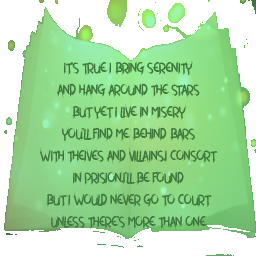 IT'S TRUE I BRING SERENITY
AND HANG AROUND THE STARS
BUT YET I LIVE IN MISERY
YOU'LL FIND ME BEHIND BARS
WITH THEIVES AND VILLAINS I CONSORT
IN PRISION I'LL BE FOUND
BUT I WOULD NEVER GO TO COURT
UNLESS THERE'S MORE THAN ONE.